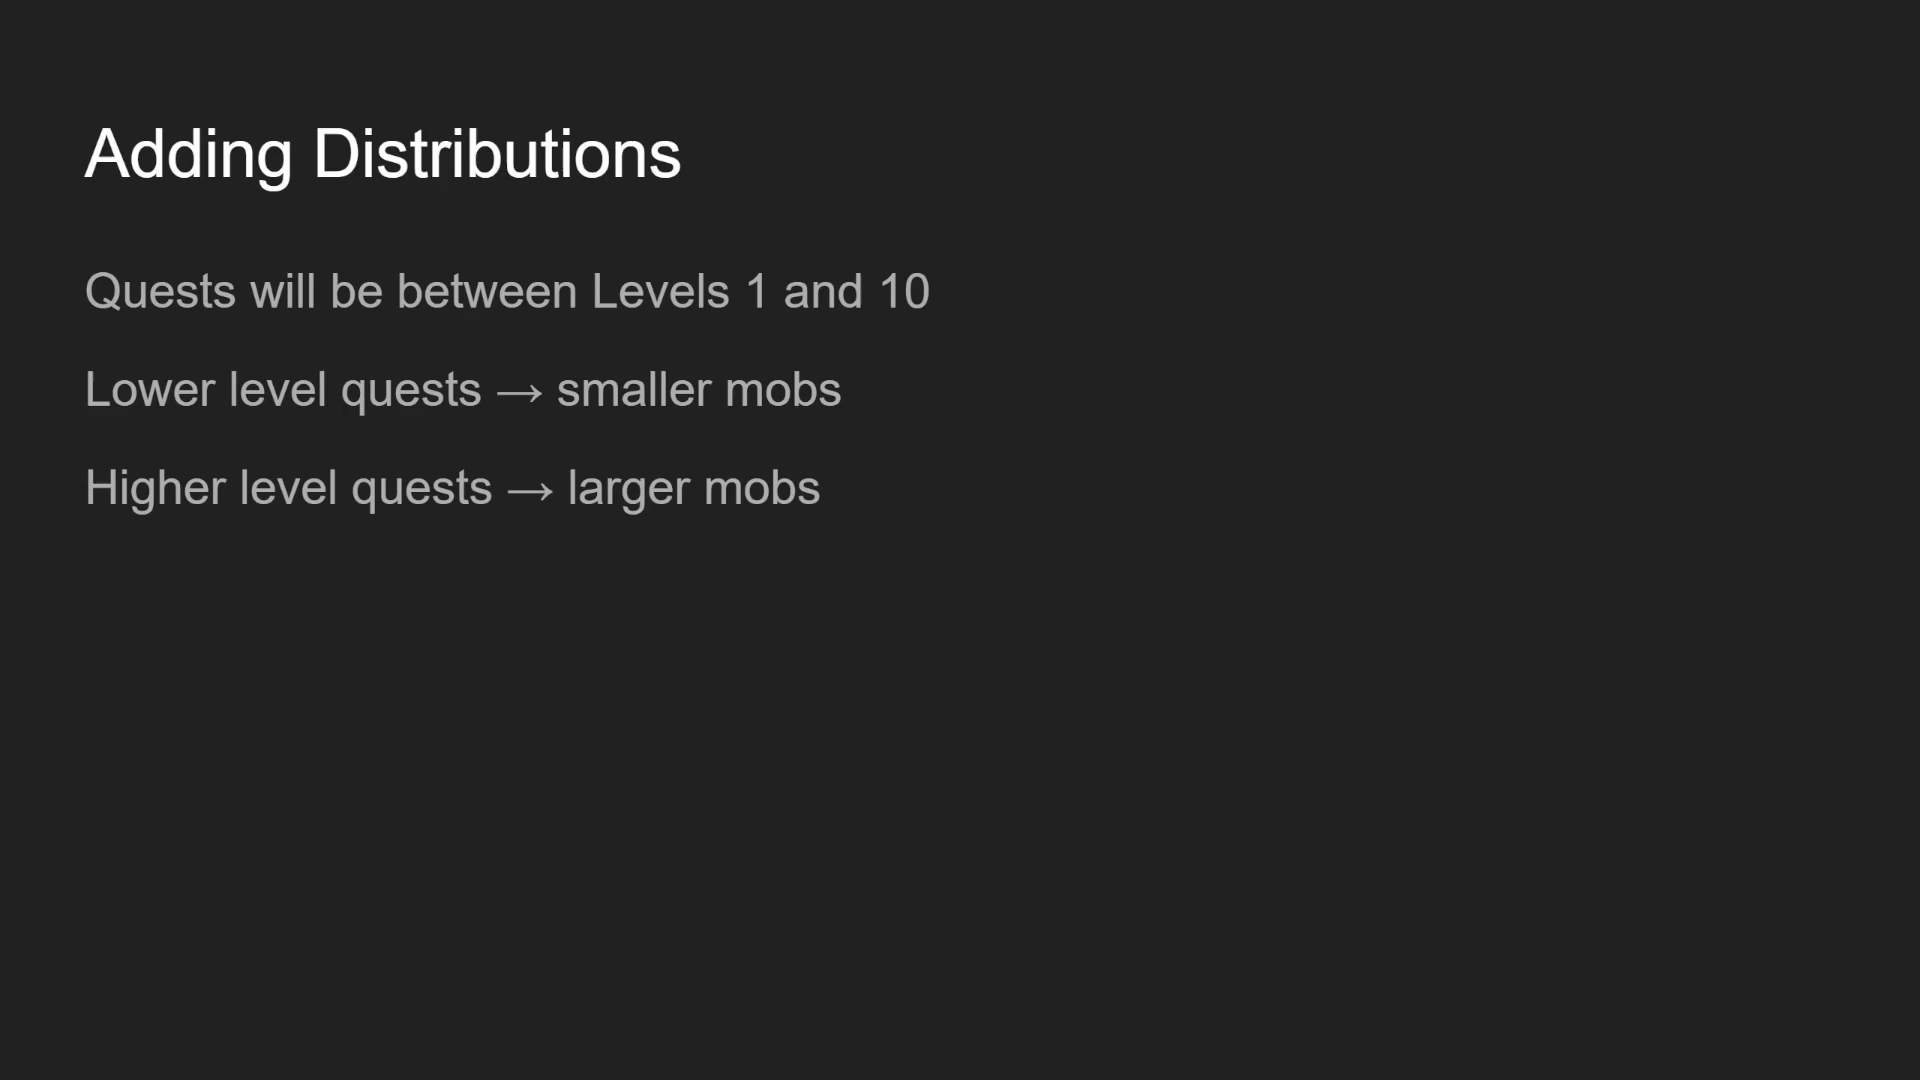 Adding Distributions
Quests will be between Levels 1 and 10
Lower level quests → smaller mobs
Higher level quests → larger mobs